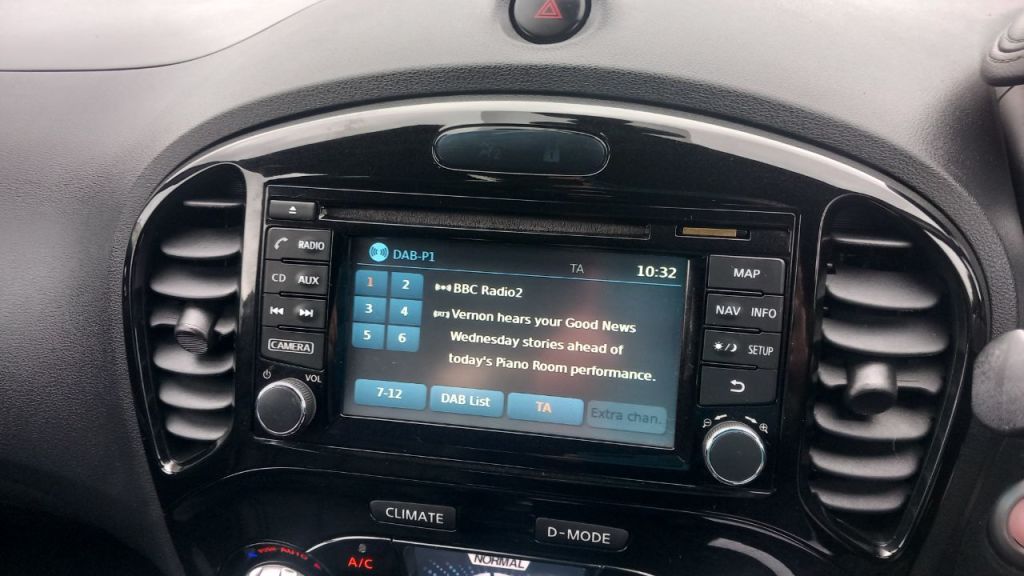 RADIO
CD AUX
CAMERA
VOL
DAB-P1
TA
10:32
1 2
3 4
5 6
BBC Radio2
Vernon hears your Good News
Wednesday stories ahead of
today's Piano Room performance.
7-12
DAB List
TA
Extra chan.
MAP
NAV INFO
SETUP
CLIMATE
D-MODE
AUTO
A/C
NORMAL